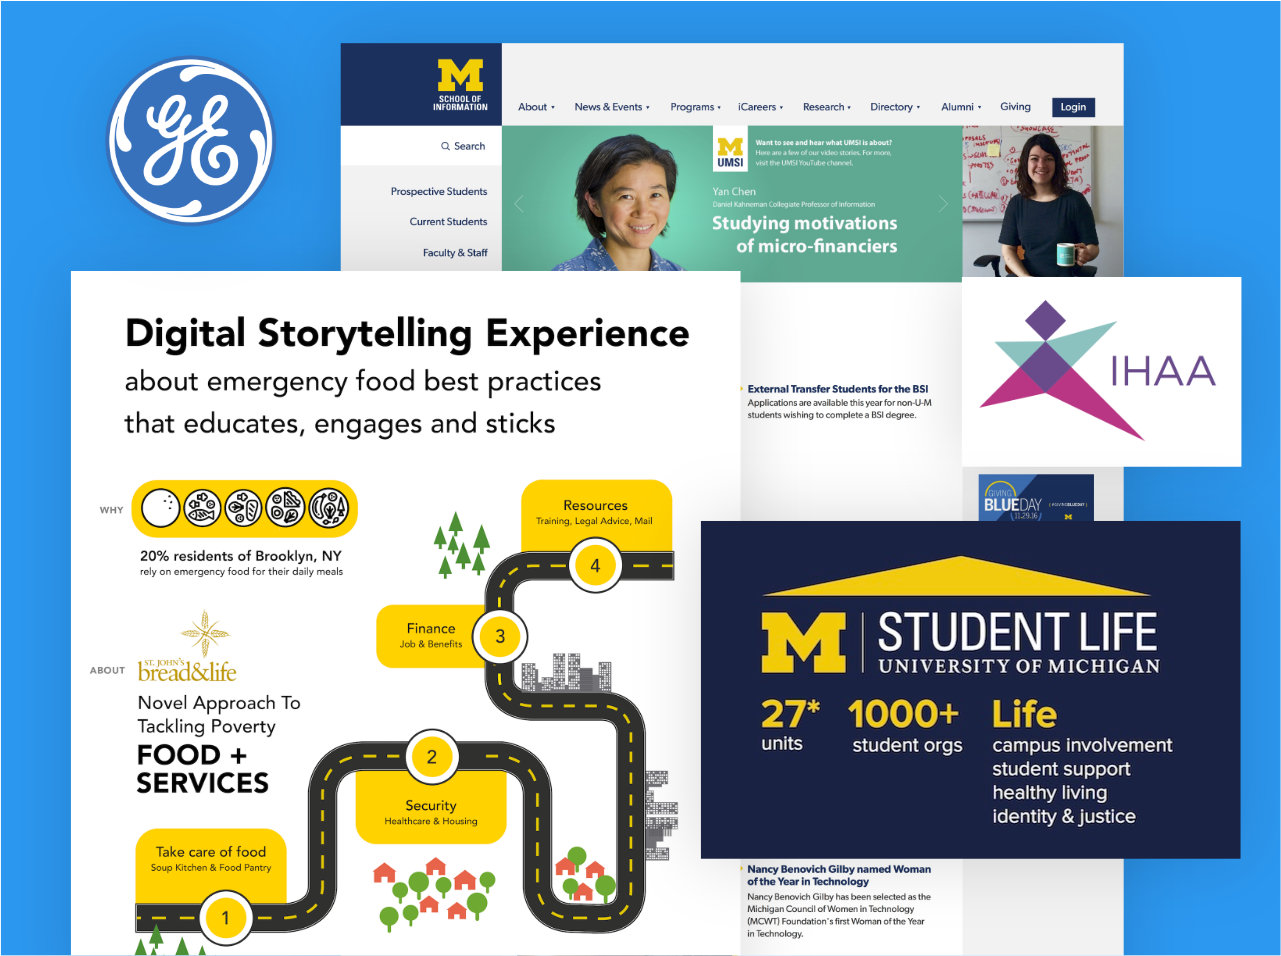 GE
M
SCHOOL OF
INFORMATION
About
News & Events
Programs
iCareers
Research
Directory
Alumni
Giving
Login
Search
Prospective Students
Current Students
Faculty & Staff
M
UMSI
Want to see and hear what UMSI is about?
Here are a few of our video stories. For more,
visit the UMSI YouTube channel.
Yan Chen
Daniel Kahneman Collegiate Professor of Information
Studying motivations
of micro-financiers
Digital Storytelling Experience
about emergency food best practices
that educates, engages and sticks
WHY
20% residents of Brooklyn, NY
rely on emergency food for their daily meals
ABOUT
ST. JOHN'S
bread&life
Novel Approach To
Tackling Poverty
FOOD +
SERVICES
Take care of food
Soup Kitchen & Food Pantry
1
2
Security
Healthcare & Housing
Finance
Job & Benefits
3
Resources
Training, Legal Advice, Mail
4
IHAA
External Transfer Students for the BSI
Applications are available this year for non-U-M
students wishing to complete a BSI degree.
GIVING
BLUEDAY
11.29.16
#GIVINGBLUEDAY
M
M STUDENT LIFE
UNIVERSITY OF MICHIGAN
27*
units
1000+
student orgs
Life
campus involvement
student support
healthy living
identity & justice
Nancy Benovich Gilby named Woman
of the Year in Technology
Nancy Benovich Gilby has been selected as the
Michigan Council of Women in Technology
(MCWT) Foundation's first Woman of the Year
in Technology.